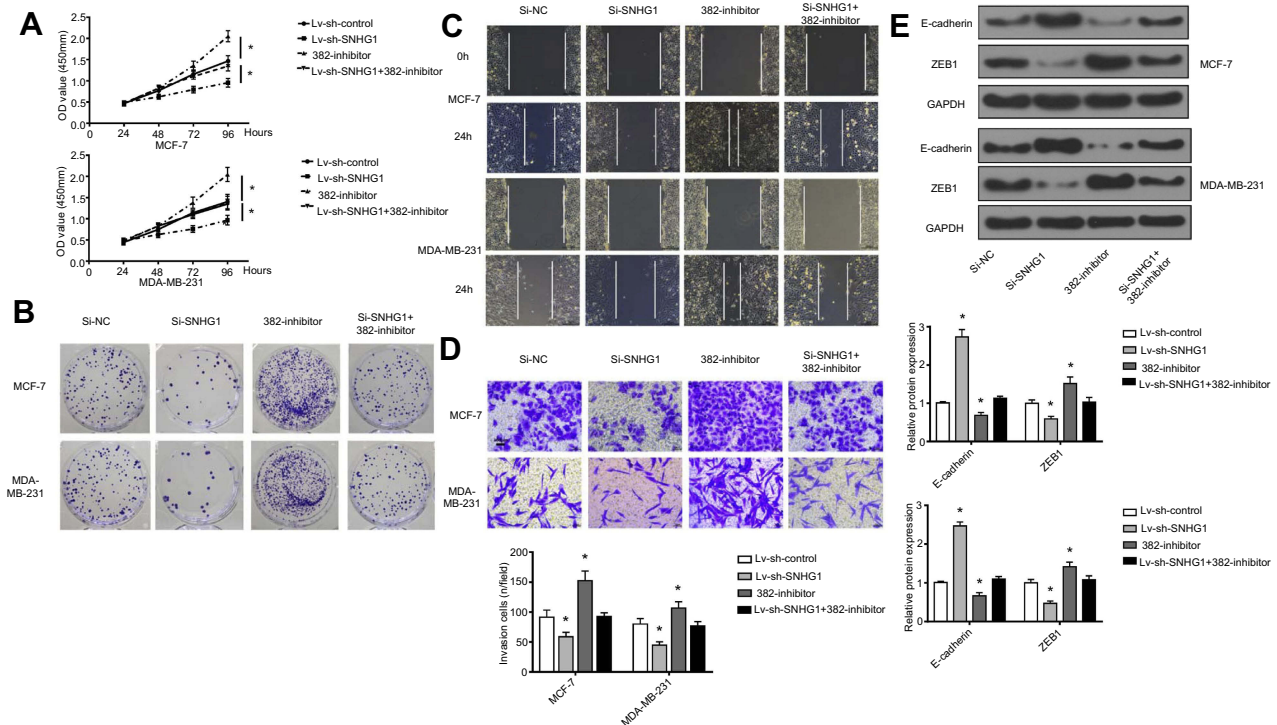 A
OD value (450mm)
2.5
2.0
1.5
1.0
0.5
0.0
0
24
48
72
96
Hours
MCF-7
Lv-sh-control
Lv-sh-SNHG1
382-inhibitor
Lv-sh-SNHG1+382-inhibitor
*
*
OD value (450mm)
2.5
2.0
1.5
1.0
0.5
0.0
0
24
48
72
96
Hours
MDA-MB-231
Lv-sh-control
Lv-sh-SNHG1
382-inhibitor
Lv-sh-SNHG1+382-inhibitor
*
*
B
Si-NC
Si-SNHG1
382-inhibitor
Si-SNHG1+
382-inhibitor
MCF-7
MDA-
MB-231
C
Si-NC
Si-SNHG1
382-inhibitor
Si-SNHG1+
382-inhibitor
0h
MCF-7
24h
MDA-MB-231
24h
D
Si-NC
Si-SNHG1
382-inhibitor
Si-SNHG1+
382-inhibitor
MCF-7
MDA-
MB-231
Invasion cells (n/field)
200
150
100
50
0
*
*
*
*
MCF-7
MDA-MB-231
Lv-sh-control
Lv-sh-SNHG1
382-inhibitor
Lv-sh-SNHG1+382-inhibitor
E
E-cadherin
ZEB1
MCF-7
GAPDH
E-cadherin
ZEB1
MDA-MB-231
GAPDH
Si-NC
Si-SNHG1
382-inhibitor
Si-SNHG1+
382-inhibitor
Relative protein expression
3
2
1
0
*
*
*
*
E-cadherin
ZEB1
Lv-sh-control
Lv-sh-SNHG1
382-inhibitor
Lv-sh-SNHG1+382-inhibitor
Relative protein expression
3
2
1
0
*
*
*
*
E-cadherin
ZEB1
Lv-sh-control
Lv-sh-SNHG1
382-inhibitor
Lv-sh-SNHG1+382-inhibitor